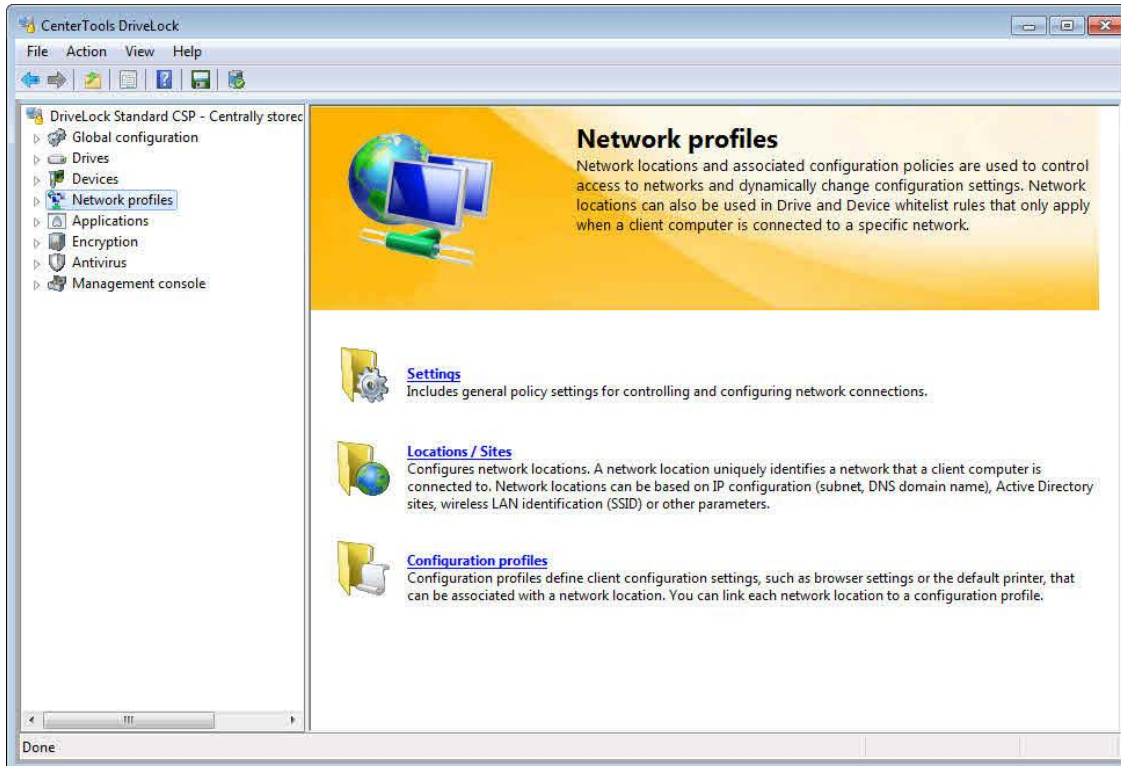 CenterTools DriveLock
File Action View Help
DriveLock Standard CSP - Centrally storec
Global configuration
Drives
Devices
Network profiles
Applications
Encryption
Antivirus
Management console
Network profiles
Network locations and associated configuration policies are used to control
access to networks and dynamically change configuration settings. Network
locations can also be used in Drive and Device whitelist rules that only apply
when a client computer is connected to a specific network.
Settings
Includes general policy settings for controlling and configuring network connections.
Locations / Sites
Configures network locations. A network location uniquely identifies a network that a client computer is
connected to. Network locations can be based on IP configuration (subnet, DNS domain name), Active Directory
sites, wireless LAN identification (SSID) or other parameters.
Configuration profiles
Configuration profiles define client configuration settings, such as browser settings or the default printer, that
can be associated with a network location. You can link each network location to a configuration profile.
Done